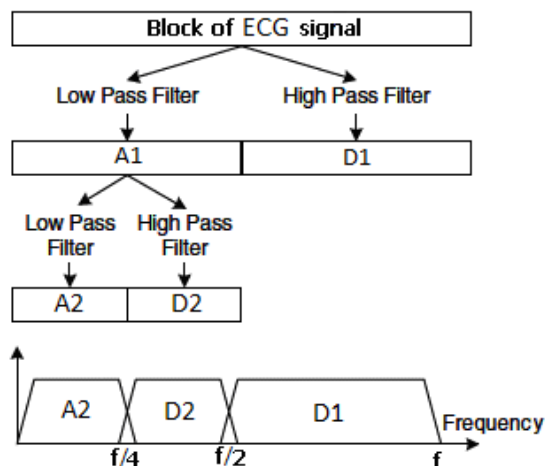 Block of ECG signal
Low Pass Filter
High Pass Filter
A1
D1
Low Pass
Filter
High Pass
Filter
A2
D2
A2
D2
D1
Frequency
f/4
f/2
f